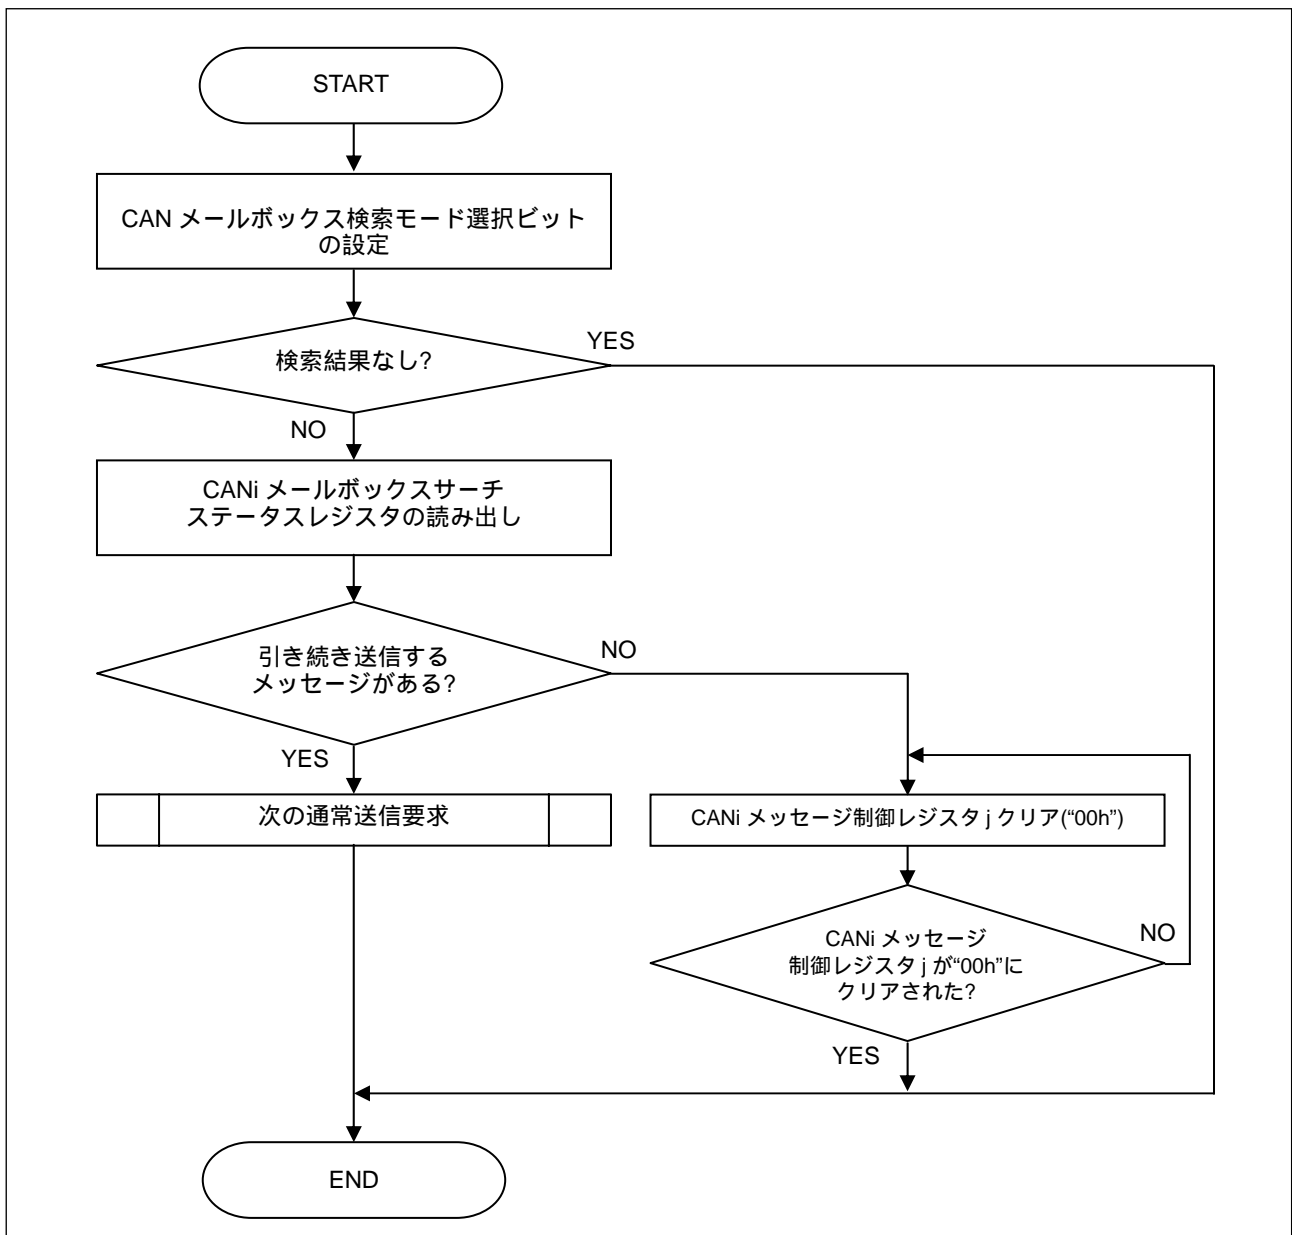 START
CAN メールボックス検索モード選択ビット
の設定
検索結果なし?
YES
NO
CANi メールボックスサーチ
ステータスレジスタの読み出し
引き続き送信する
メッセージがある?
NO
YES
次の通常送信要求
CANi メッセージ制御レジスタ j クリア(“00h”)
CANi メッセージ
制御レジスタ j が“00h”に
クリアされた?
NO
YES
END